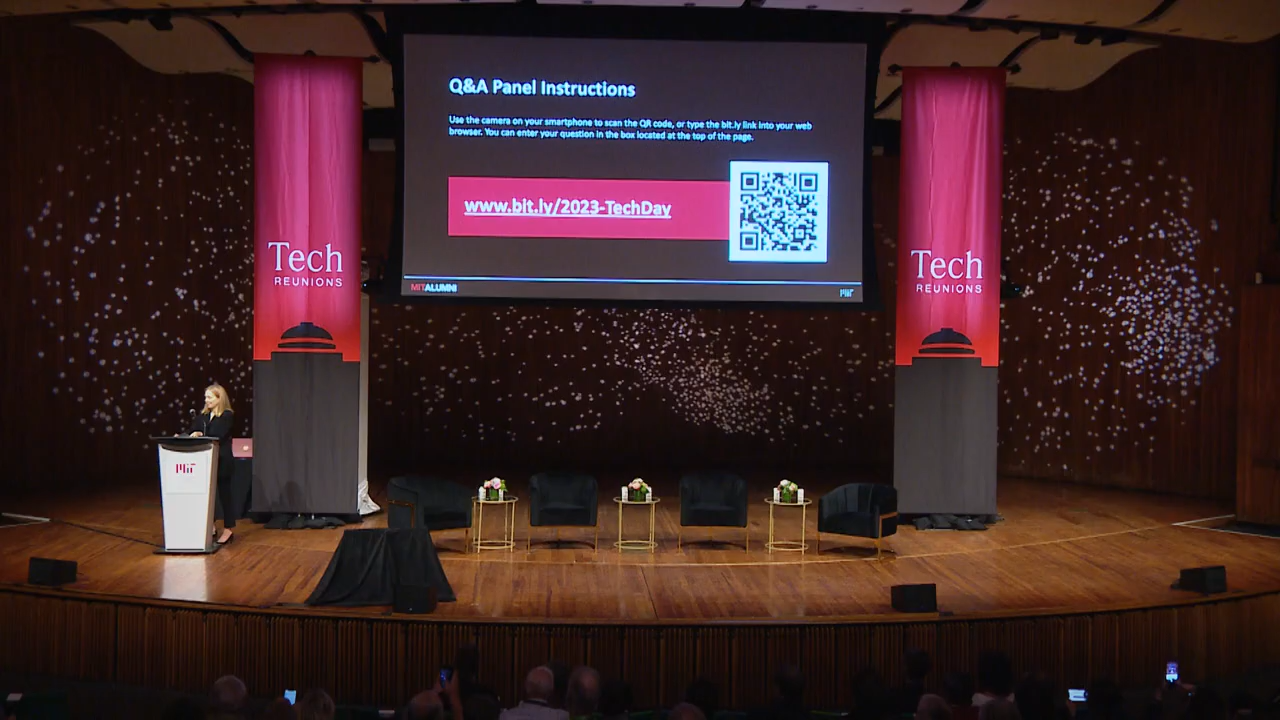 Q&A Panel Instructions
Use the camera on your smartphone to scan the QR code, or type the bit.ly link into your web
browser. You can enter your question in the box located at the top of the page.
www.bit.ly/2023-TechDay
MITALUMNI
MIT
Tech
REUNIONS
Tech
REUNIONS
MIT